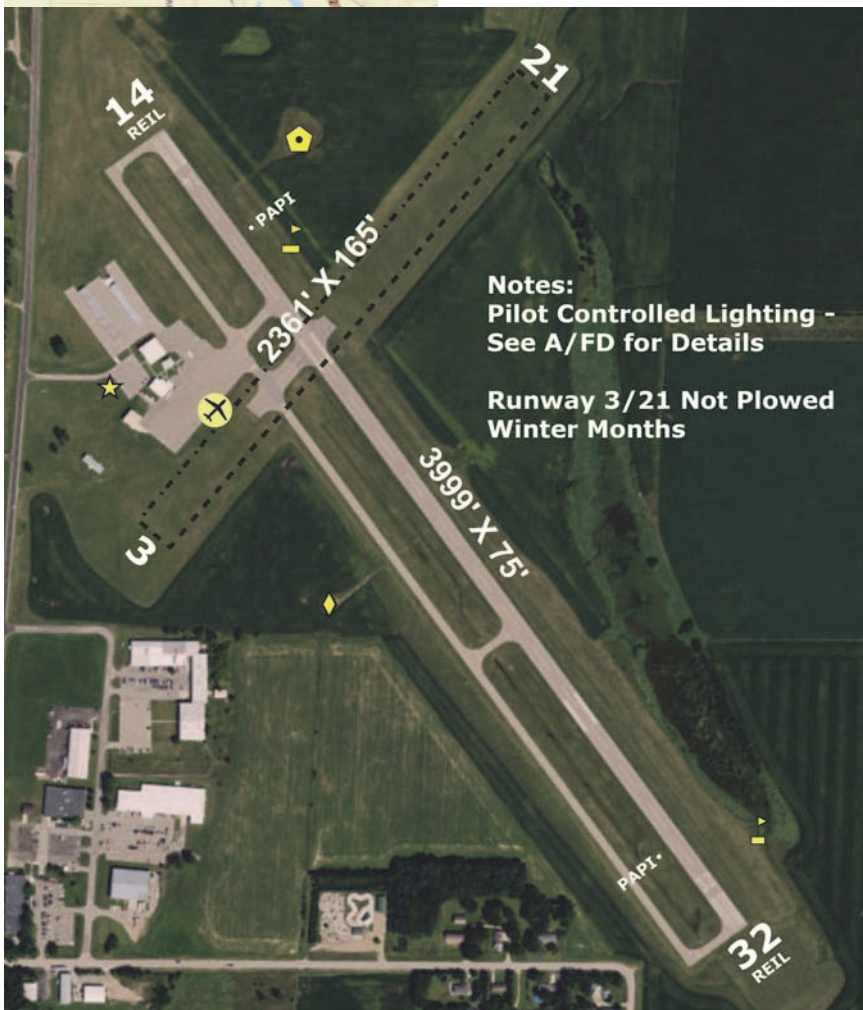 21
14
REIL
PAPI
2361' X 165'
Notes:
Pilot Controlled Lighting -
See A/FD for Details
Runway 3/21 Not Plowed
Winter Months
3999' X 75'
3
PAPI
32
REIL